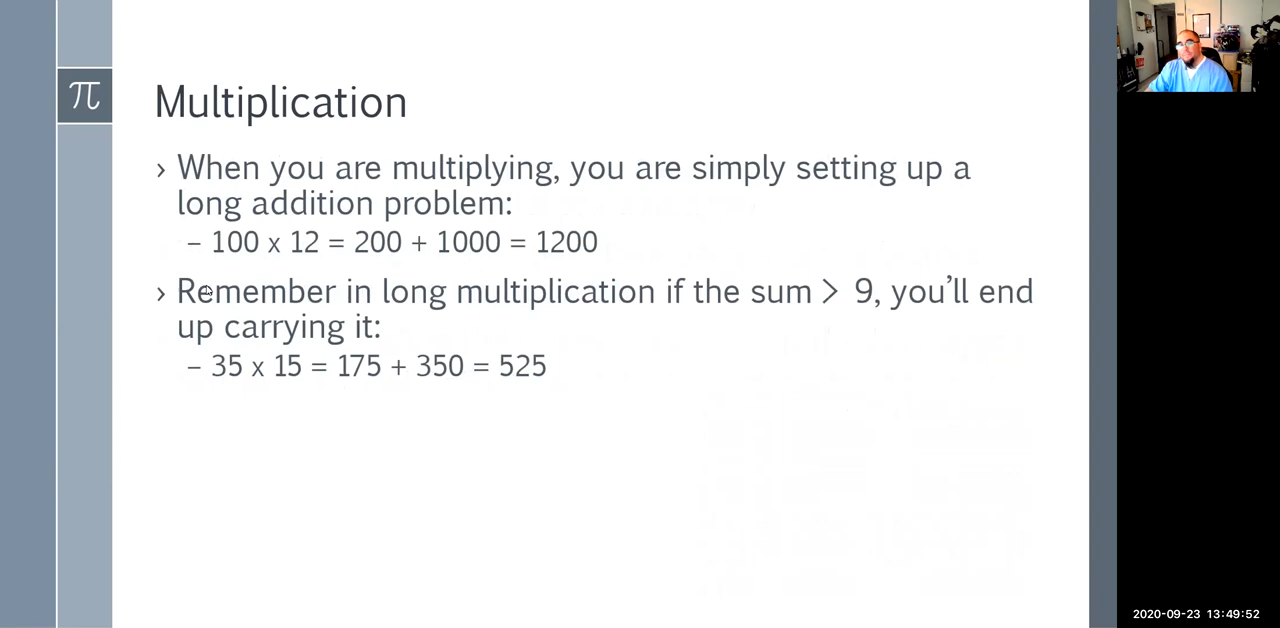 π
Multiplication
› When you are multiplying, you are simply setting up a
long addition problem:
– 100 x 12 = 200 + 1000 = 1200
› Remember in long multiplication if the sum > 9, you’ll end
up carrying it:
– 35 x 15 = 175 + 350 = 525
2020-09-23 13:49:52